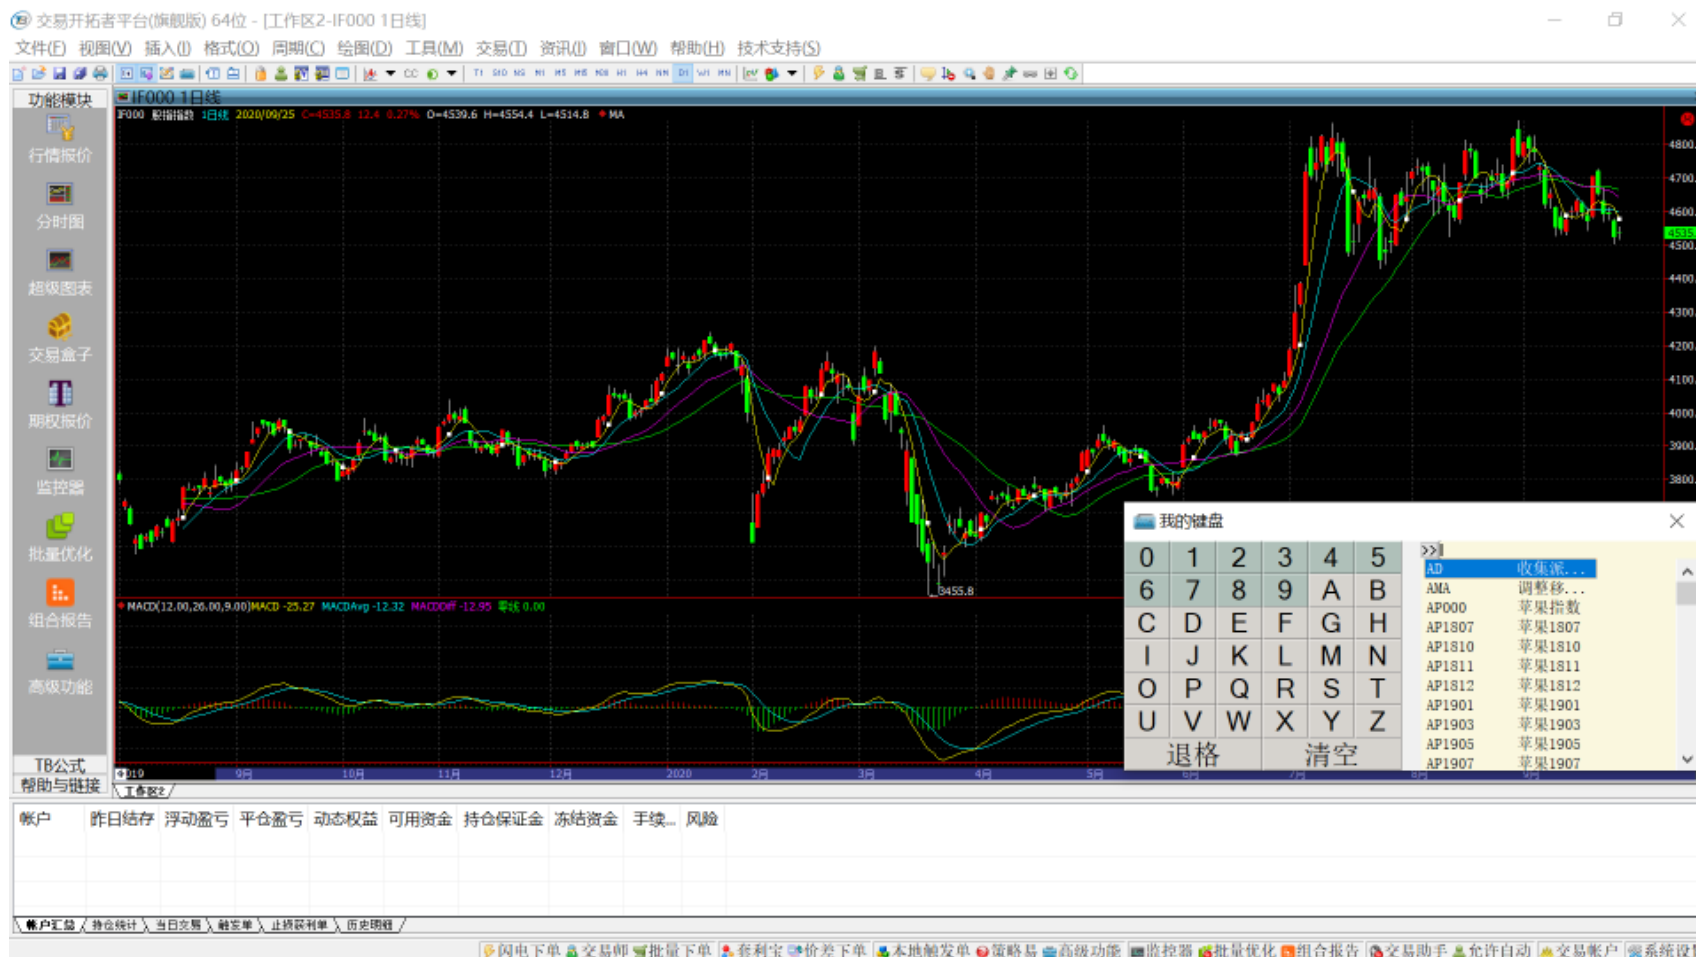 交易开拓者平台(旗舰版) 64位 - [工作区2-IF000 1日线]
文件(F) 视图(V) 插入(I) 格式(O) 周期(C) 绘图(D) 工具(M) 交易(T) 资讯(J) 窗口(W) 帮助(H) 技术支持(S)
功能模块
IF000 1日线
IF000 股指指数 1日线 2020/09/25 C=4535.8 12.4 0.27% O=4539.6 H=4554.4 L=4514.8 MA
行情报价
分时图
超级图表
交易盒子
期权报价
监控器
批量优化
组合报告
高级功能
TB公式
帮助与链接
4800
4700
4600
4535
4500
4400
4300
4200
4100
4000
3900
3800
3455.8
MACD(12.00,26.00,9.00)MACD -25.27 MACDAvg -12.32 MACDDiff -12.95 零线 0.00
9月 10月 11月 12月 2020 2月 3月 4月 5月 6月 7月 8月 9月
工作区2
我的键盘
0 1 2 3 4 5
6 7 8 9 A B
C D E F G H
I J K L M N
O P Q R S T
U V W X Y Z
退格 清空
>>
AD 收集派...
AMA 调整移...
AP000 苹果指数
AP1807 苹果1807
AP1810 苹果1810
AP1811 苹果1811
AP1812 苹果1812
AP1901 苹果1901
AP1903 苹果1903
AP1905 苹果1905
AP1907 苹果1907
帐户 昨日结存 浮动盈亏 平仓盈亏 动态权益 可用资金 持仓保证金 冻结资金 手续... 风险
帐户汇总 持仓统计 当日交易 触发单 止损获利单 历史明细
闪电下单 交易师 批量下单 套利宝 价差下单 本地触发单 策略易 高级功能 监控器 批量优化 组合报告 交易助手 允许自动 交易帐户 系统设